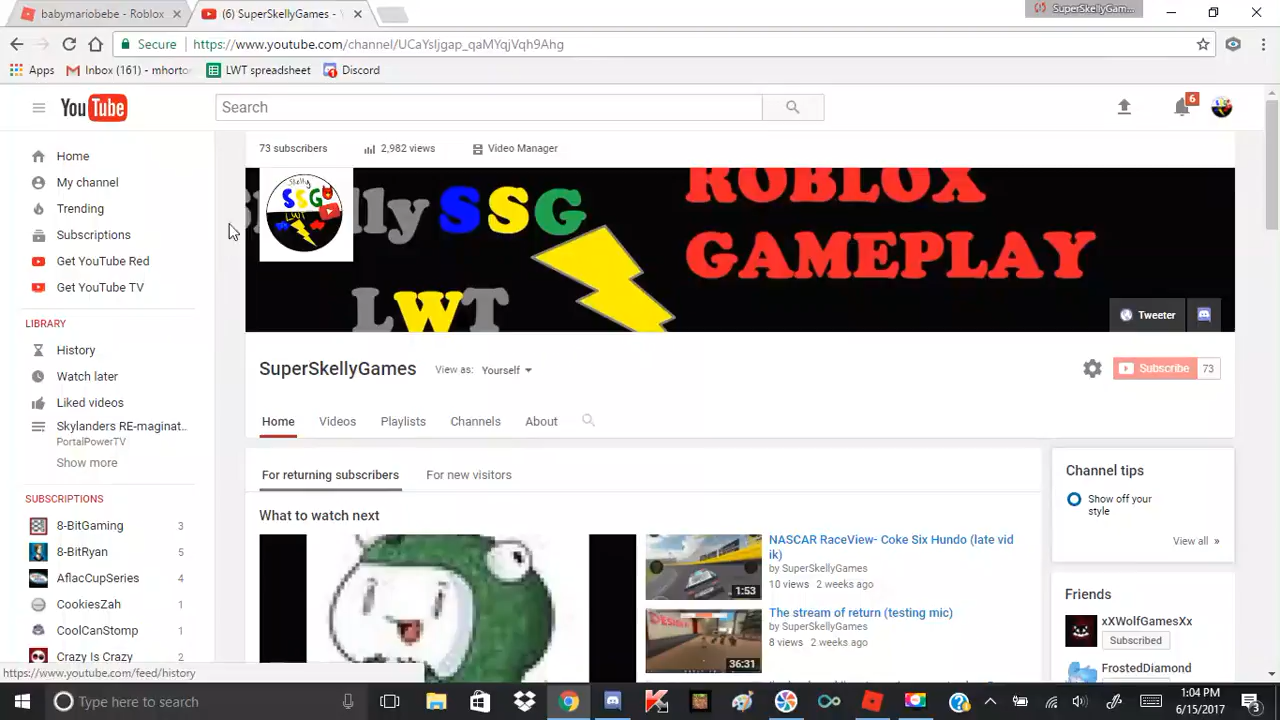 babymariobebe - Roblox
(6) SuperSkellyGames -
SuperSkellyGam...
Secure
https://www.youtube.com/channel/UCaYsIjgap_qaMYqjVqh9Ahg
Apps
Inbox (161) - mhorto
LWT spreadsheet
Discord
YouTube
Search
6
Home
My channel
Trending
Subscriptions
Get YouTube Red
Get YouTube TV
LIBRARY
History
Watch later
Liked videos
Skylanders RE-maginat..
PortalPowerTV
Show more
SUBSCRIPTIONS
8-BitGaming 3
8-BitRyan 5
AflacCupSeries 4
CookiesZah 1
CoolCanStomp 1
Crazy Is Crazy 2
https://www.youtube.com/feed/history
73 subscribers
2,982 views
Video Manager
Skelly
SSG
LWT
Skelly SSG
LWT
ROBLOX
GAMEPLAY
Tweeter
SuperSkellyGames
View as: Yourself
Subscribe 73
Home Videos Playlists Channels About
For returning subscribers
For new visitors
What to watch next
NASCAR RaceView- Coke Six Hundo (late vid
ik)
by SuperSkellyGames
10 views 2 weeks ago
1:53
The stream of return (testing mic)
by SuperSkellyGames
8 views 2 weeks ago
36:31
Channel tips
Show off your
style
View all »
Friends
xXWolfGamesXx
Subscribed
FrostedDiamond
Type here to search
1:04 PM
6/15/2017
3